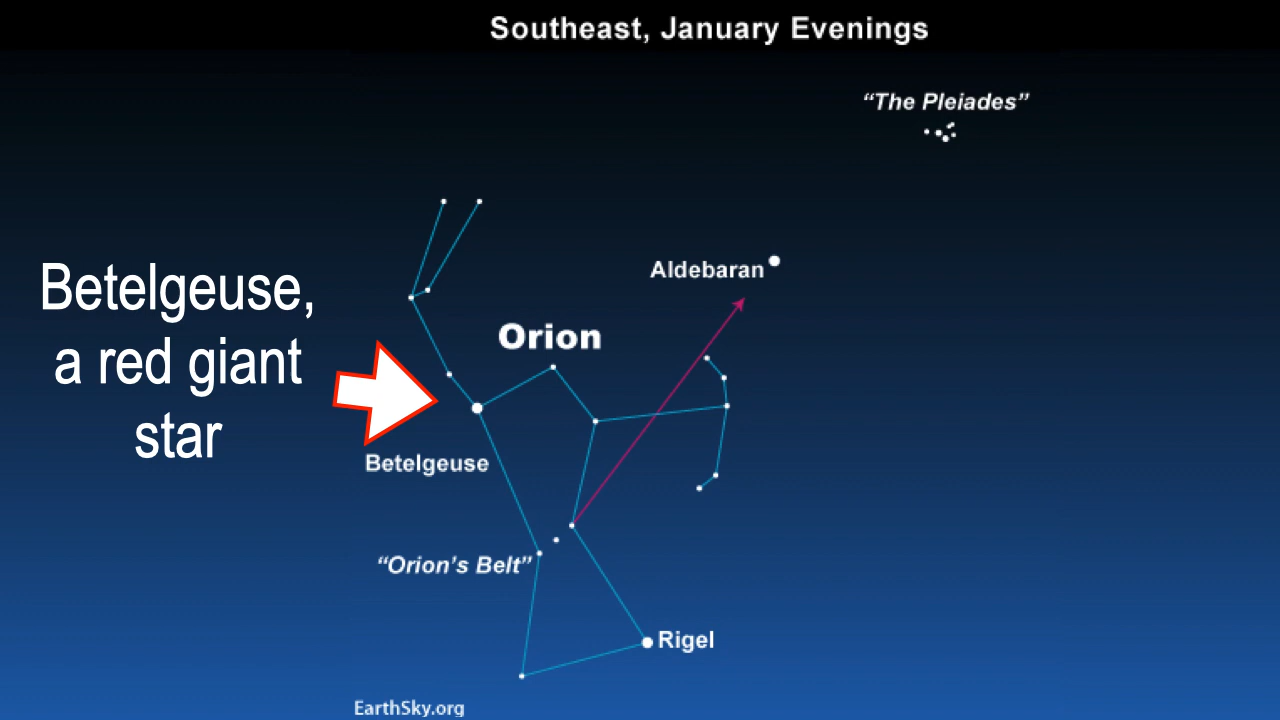 Southeast, January Evenings
“The Pleiades”
Aldebaran
Betelgeuse,
a red giant
star
Orion
Betelgeuse
“Orion’s Belt”
Rigel
EarthSky.org